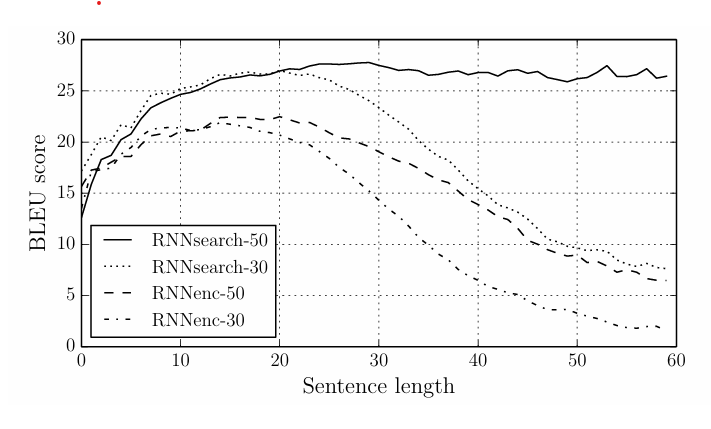 30
25
20
15
10
5
0
BLEU score
RNNsearch-50
RNNsearch-30
RNNenc-50
RNNenc-30
0 10 20 30 40 50 60
Sentence length